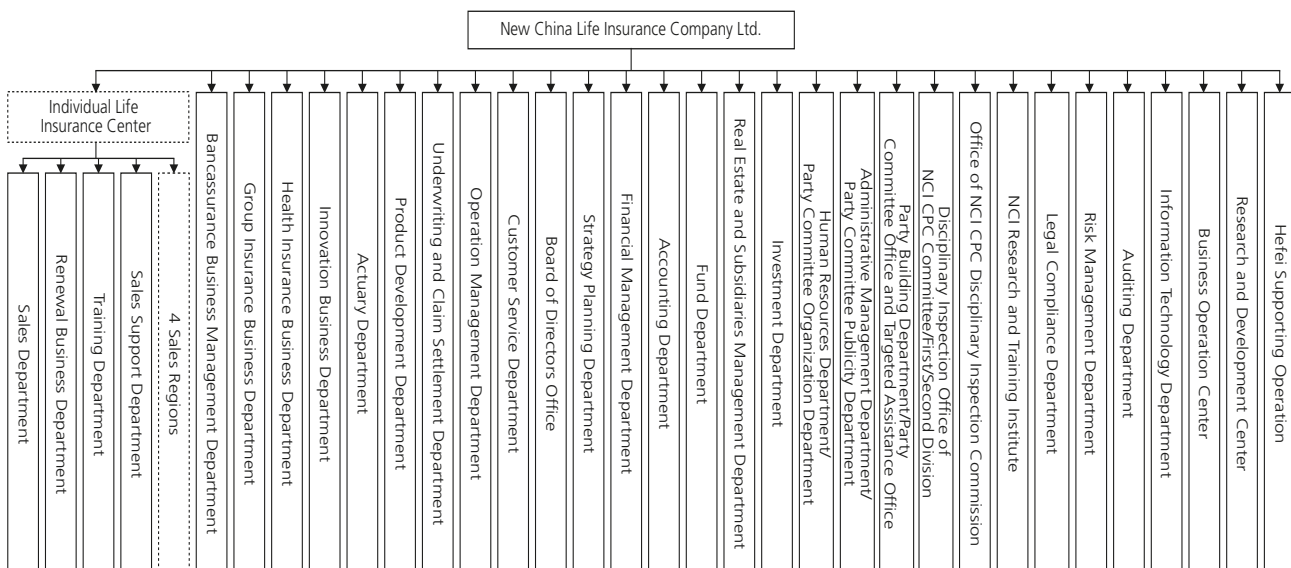 New China Life Insurance Company Ltd.
Individual Life
Insurance Center
Sales Department
Renewal Business Department
Training Department
Sales Support Department
4 Sales Regions
Bancassurance Business Management Department
Group Insurance Business Department
Health Insurance Business Department
Innovation Business Department
Actuary Department
Product Development Department
Underwriting and Claim Settlement Department
Operation Management Department
Customer Service Department
Board of Directors Office
Strategy Planning Department
Financial Management Department
Accounting Department
Fund Department
Real Estate and Subsidiaries Management Department
Investment Department
Human Resources Department/
Party Committee Organization Department
Administrative Management Department/
Party Committee Publicity Department
Party Building Department/Party
Committee Office and Targeted Assistance Office
Disciplinary Inspection Office of
NCI CPC Committee/First/Second Division
Office of NCI CPC Disciplinary Inspection Commission
NCI Research and Training Institute
Legal Compliance Department
Risk Management Department
Auditing Department
Information Technology Department
Business Operation Center
Research and Development Center
Hefei Supporting Operation